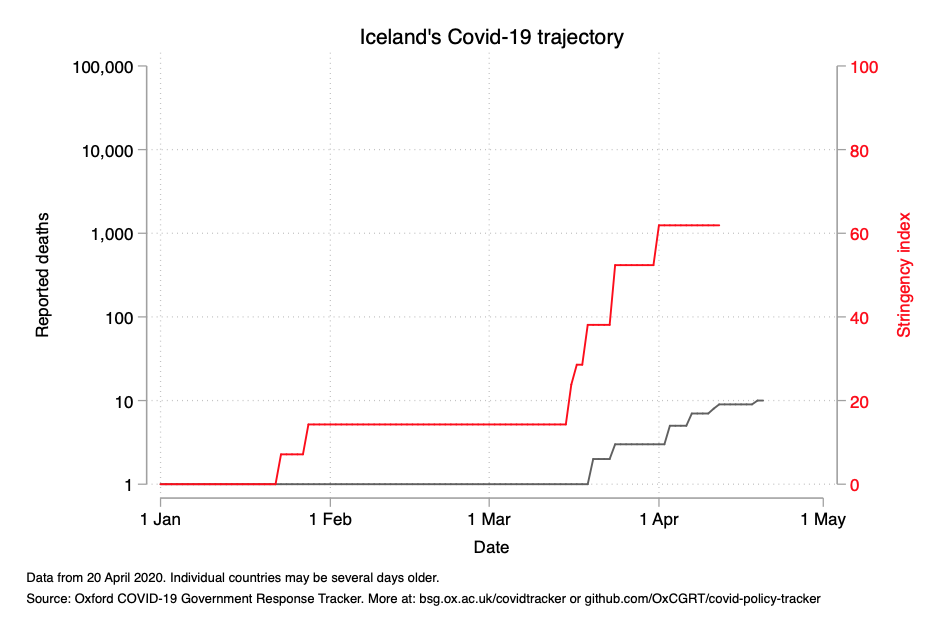 Iceland's Covid-19 trajectory
100,000
10,000
1,000
100
10
1
Reported deaths
100
80
60
40
20
0
Stringency index
1 Jan
1 Feb
1 Mar
1 Apr
1 May
Date
Data from 20 April 2020. Individual countries may be several days older.
Source: Oxford COVID-19 Government Response Tracker. More at: bsg.ox.ac.uk/covidtracker or github.com/OxCGRT/covid-policy-tracker